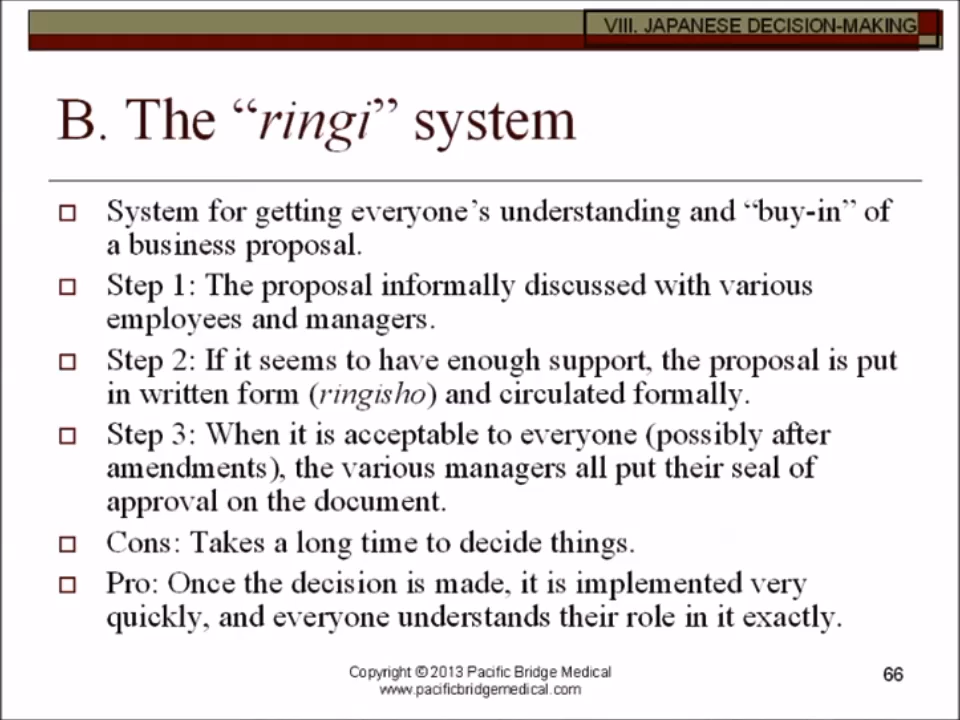 VIII. JAPANESE DECISION-MAKING
B. The “ringi” system
System for getting everyone’s understanding and “buy-in” of
a business proposal.
Step 1: The proposal informally discussed with various
employees and managers.
Step 2: If it seems to have enough support, the proposal is put
in written form (ringisho) and circulated formally.
Step 3: When it is acceptable to everyone (possibly after
amendments), the various managers all put their seal of
approval on the document.
Cons: Takes a long time to decide things.
Pro: Once the decision is made, it is implemented very
quickly, and everyone understands their role in it exactly.
Copyright © 2013 Pacific Bridge Medical
www.pacificbridgemedical.com
66